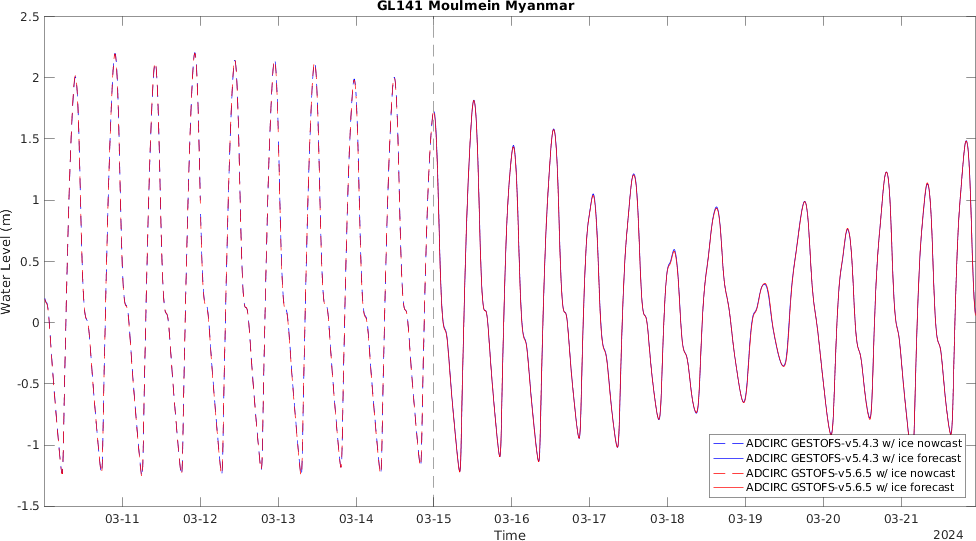 GL141 Moulmein Myanmar
2.5
2
1.5
1
0.5
0
-0.5
-1
-1.5
Water Level (m)
ADCIRC GESTOFS-v5.4.3 w/ ice nowcast
ADCIRC GESTOFS-v5.4.3 w/ ice forecast
ADCIRC GSTOFS-v5.6.5 w/ ice nowcast
ADCIRC GSTOFS-v5.6.5 w/ ice forecast
03-11 03-12 03-13 03-14 03-15 03-16 03-17 03-18 03-19 03-20 03-21
Time
2024